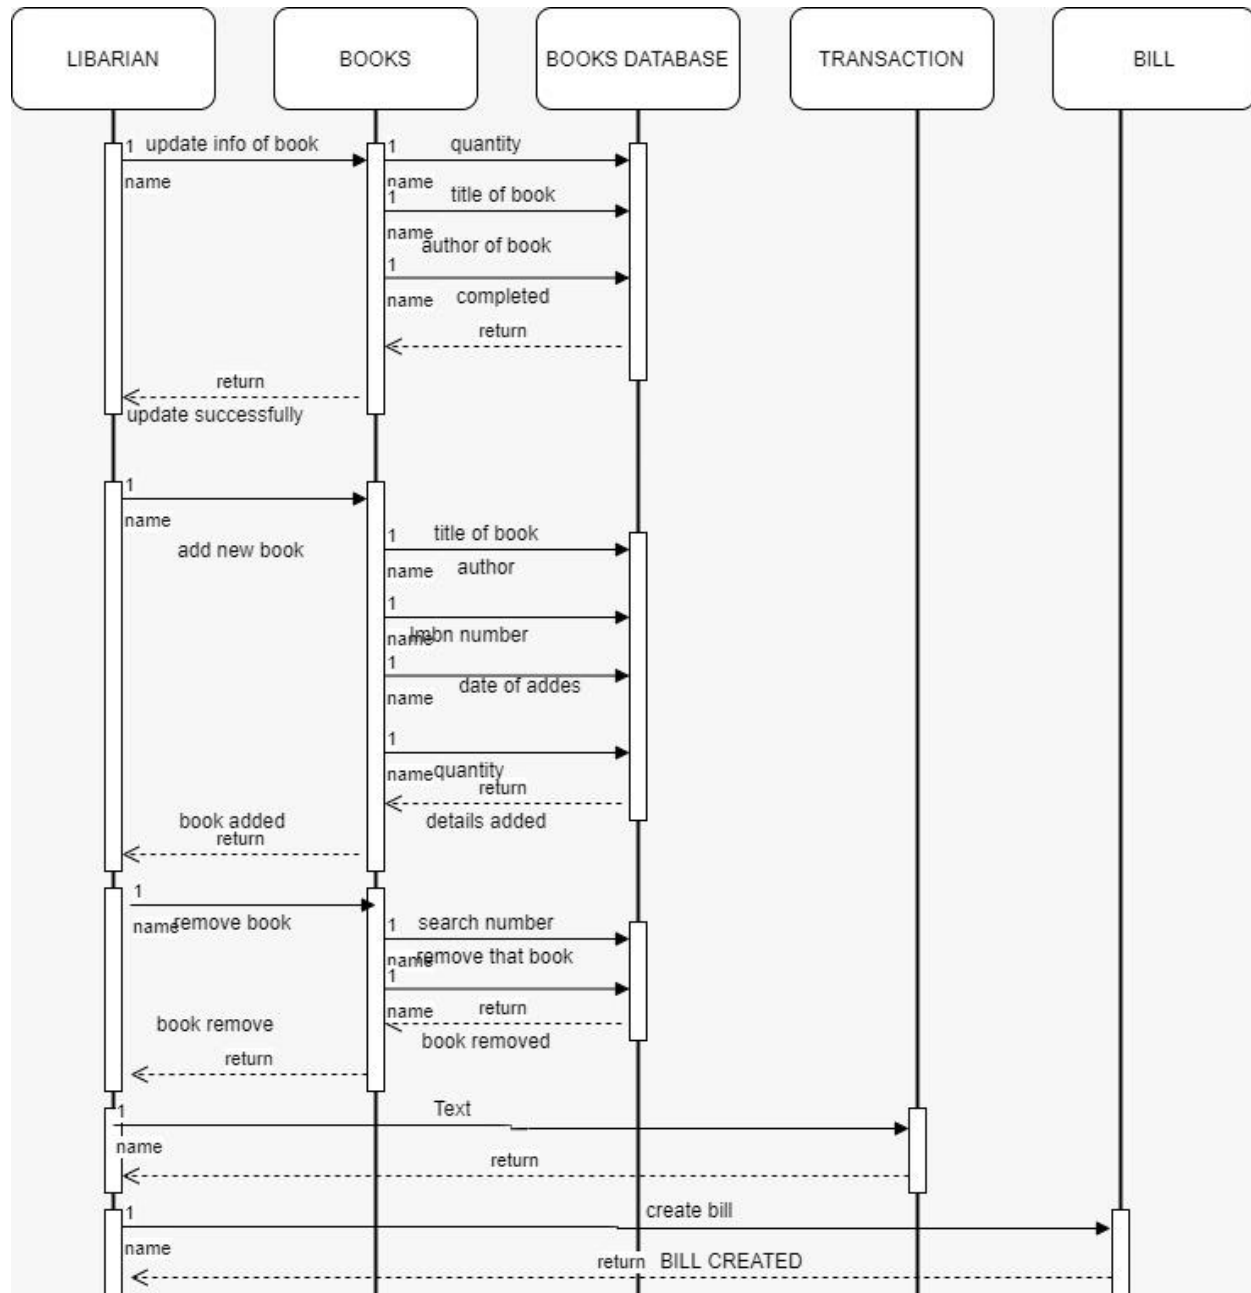 LIBARIAN
BOOKS
BOOKS DATABASE
TRANSACTION
BILL
1 update info of book
name
1 quantity
name
1 title of book
name
author of book
1
name completed
return
return
update successfully
1
name
add new book
1 title of book
name author
1
name lmbn number
1
name date of addes
1
name quantity
return
details added
book added
return
1
name remove book
1 search number
name remove that book
1
name return
book removed
book remove
return
1 Text
name
return
1 create bill
name
return BILL CREATED